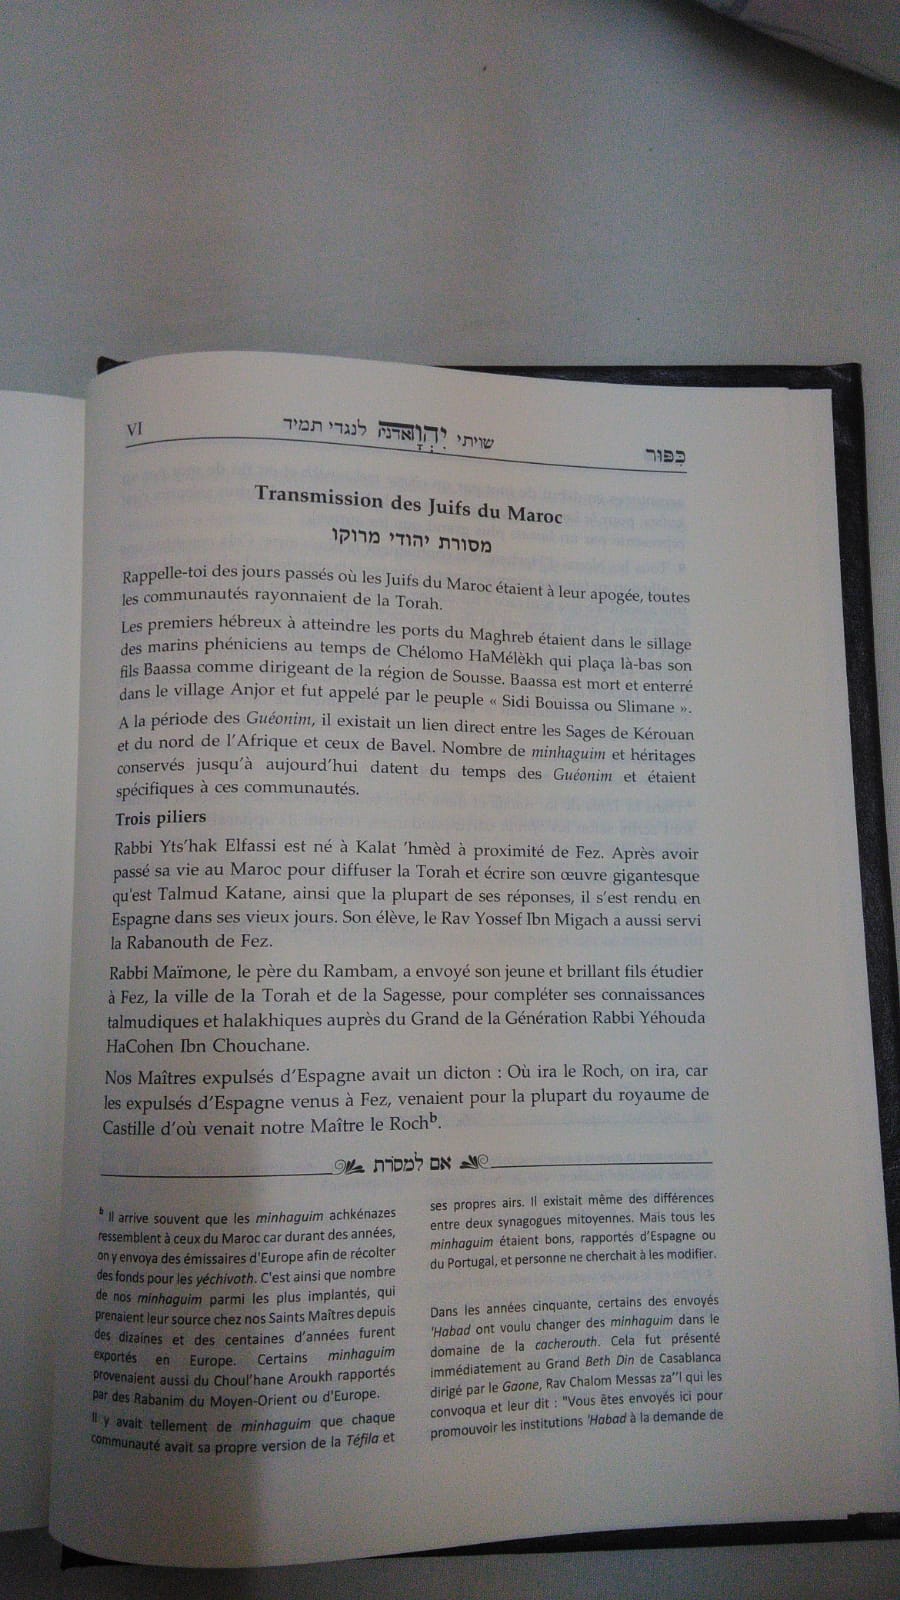 VI
שויתי יְהֹוָאדנה לנגדי תמיד
כִּפּוּר
Transmission des Juifs du Maroc
מסורת יהודי מרוקו
Rappelle-toi des jours passés où les Juifs du Maroc étaient à leur apogée, toutes
les communautés rayonnaient de la Torah.
Les premiers hébreux à atteindre les ports du Maghreb étaient dans le sillage
des marins phéniciens au temps de Chélomo HaMélèkh qui plaça là-bas son
fils Baassa comme dirigeant de la région de Sousse. Baassa est mort et enterré
dans le village Anjor et fut appelé par le peuple « Sidi Bouissa ou Slimane ».
A la période des Guéonim, il existait un lien direct entre les Sages de Kérouan
et du nord de l’Afrique et ceux de Bavel. Nombre de minhaguim et héritages
conservés jusqu’à aujourd’hui datent du temps des Guéonim et étaient
spécifiques à ces communautés.
Trois piliers
Rabbi Yts’hak Elfassi est né à Kalat ’hmèd à proximité de Fez. Après avoir
passé sa vie au Maroc pour diffuser la Torah et écrire son œuvre gigantesque
qu'est Talmud Katane, ainsi que la plupart de ses réponses, il s’est rendu en
Espagne dans ses vieux jours. Son élève, le Rav Yossef Ibn Migach a aussi servi
la Rabanouth de Fez.
Rabbi Maïmone, le père du Rambam, a envoyé son jeune et brillant fils étudier
à Fez, la ville de la Torah et de la Sagesse, pour compléter ses connaissances
talmudiques et halakhiques auprès du Grand de la Génération Rabbi Yéhouda
HaCohen Ibn Chouchane.
Nos Maîtres expulsés d’Espagne avait un dicton : Où ira le Roch, on ira, car
les expulsés d’Espagne venus à Fez, venaient pour la plupart du royaume de
Castille d’où venait notre Maître le Rochᵇ.
אם למסרת
ᵇ Il arrive souvent que les minhaguim achkénazes
ressemblent à ceux du Maroc car durant des années,
on y envoya des émissaires d'Europe afin de récolter
des fonds pour les yéchivoth. C'est ainsi que nombre
de nos minhaguim parmi les plus implantés, qui
prenaient leur source chez nos Saints Maîtres depuis
des dizaines et des centaines d’années furent
exportés en Europe. Certains minhaguim
provenaient aussi du Choul’hane Aroukh rapportés
par des Rabanim du Moyen-Orient ou d’Europe.
Il y avait tellement de minhaguim que chaque
communauté avait sa propre version de la Téfila et
ses propres airs. Il existait même des différences
entre deux synagogues mitoyennes. Mais tous les
minhaguim étaient bons, rapportés d’Espagne ou
du Portugal, et personne ne cherchait à les modifier.
Dans les années cinquante, certains des envoyés
'Habad ont voulu changer des minhaguim dans le
domaine de la cacherouth. Cela fut présenté
immédiatement au Grand Beth Din de Casablanca
dirigé par le Gaone, Rav Chalom Messas za’’l qui les
convoqua et leur dit : "Vous êtes envoyés ici pour
promouvoir les institutions 'Habad à la demande de